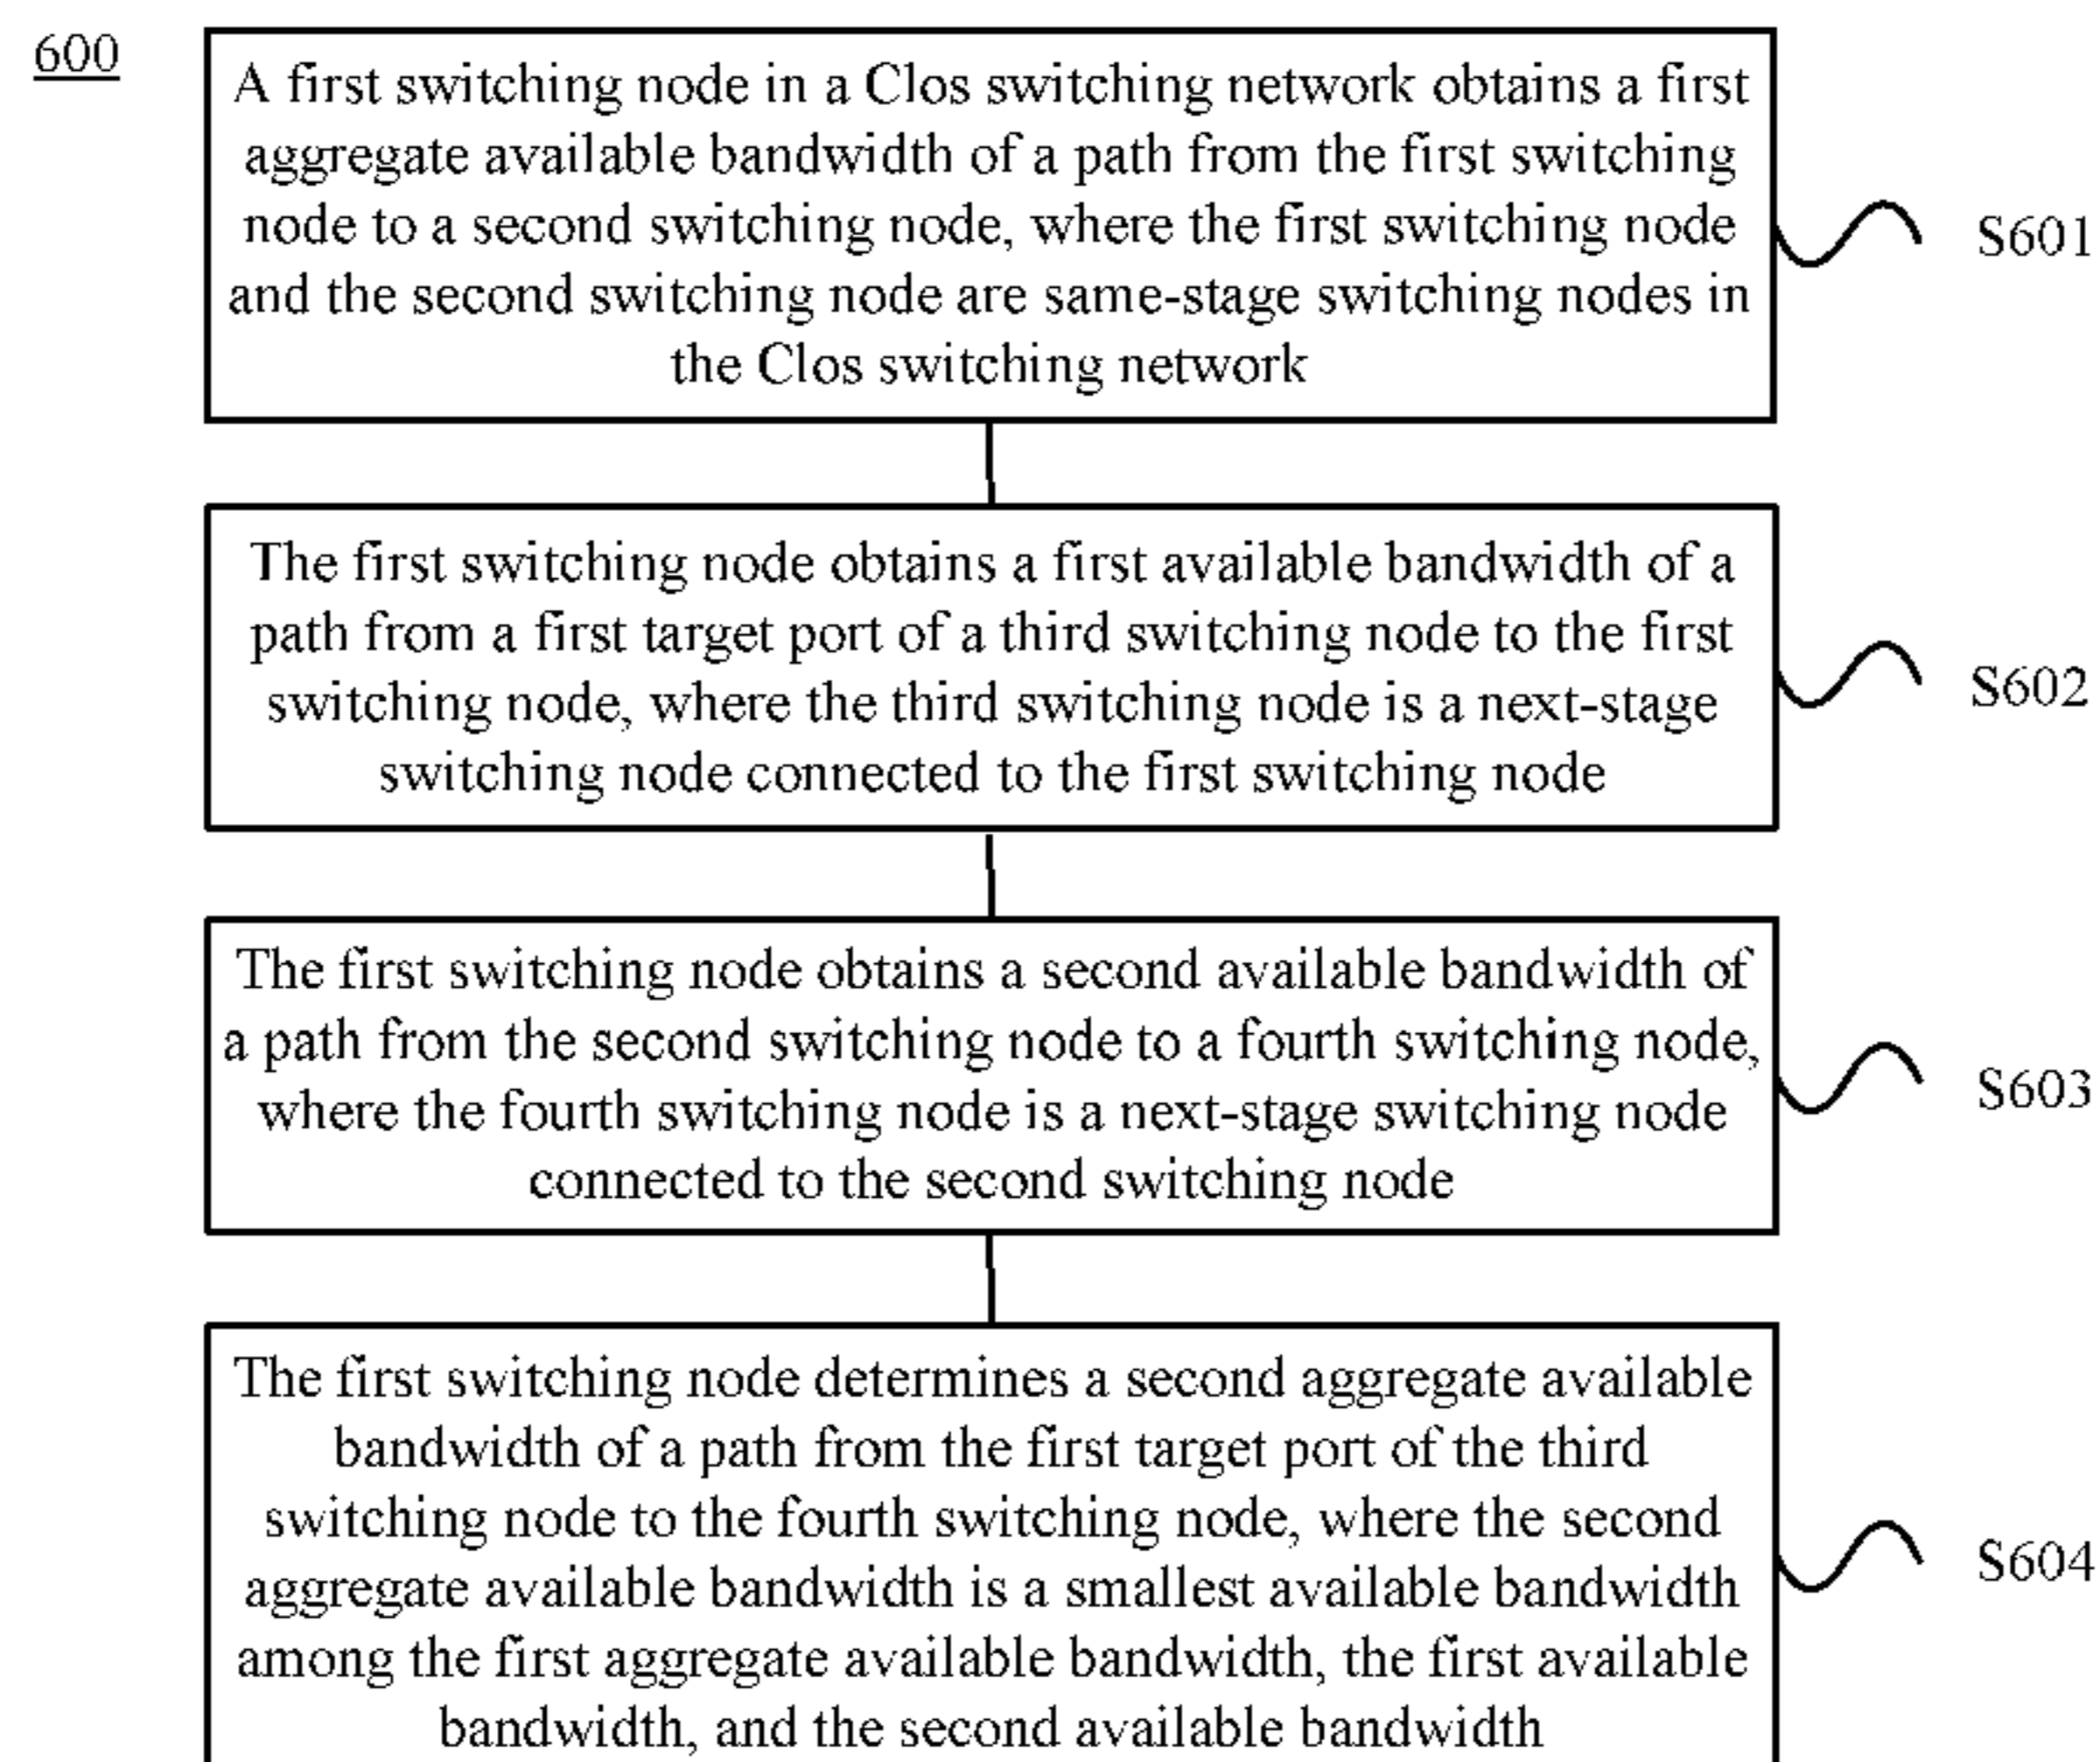 600
A first switching node in a Clos switching network obtains a first
aggregate available bandwidth of a path from the first switching
node to a second switching node, where the first switching node
and the second switching node are same-stage switching nodes in
the Clos switching network
S601
The first switching node obtains a first available bandwidth of a
path from a first target port of a third switching node to the first
switching node, where the third switching node is a next-stage
switching node connected to the first switching node
S602
The first switching node obtains a second available bandwidth of
a path from the second switching node to a fourth switching node,
where the fourth switching node is a next-stage switching node
connected to the second switching node
S603
The first switching node determines a second aggregate available
bandwidth of a path from the first target port of the third
switching node to the fourth switching node, where the second
aggregate available bandwidth is a smallest available bandwidth
among the first aggregate available bandwidth, the first available
bandwidth, and the second available bandwidth
S604